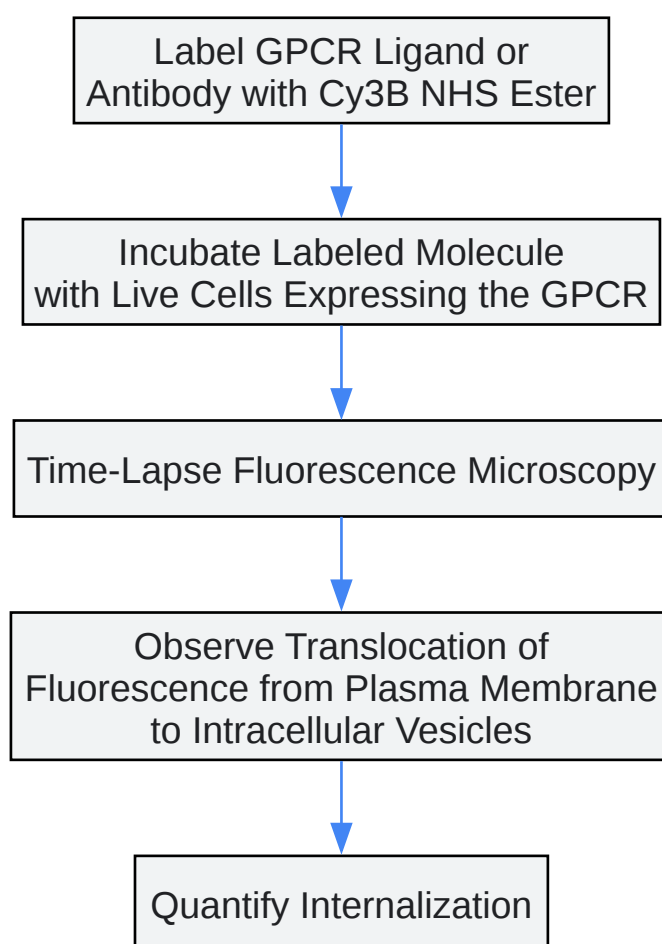 Label GPCR Ligand or
Antibody with Cy3B NHS Ester
Incubate Labeled Molecule
with Live Cells Expressing the GPCR
Time-Lapse Fluorescence Microscopy
Observe Translocation of
Fluorescence from Plasma Membrane
to Intracellular Vesicles
Quantify Internalization